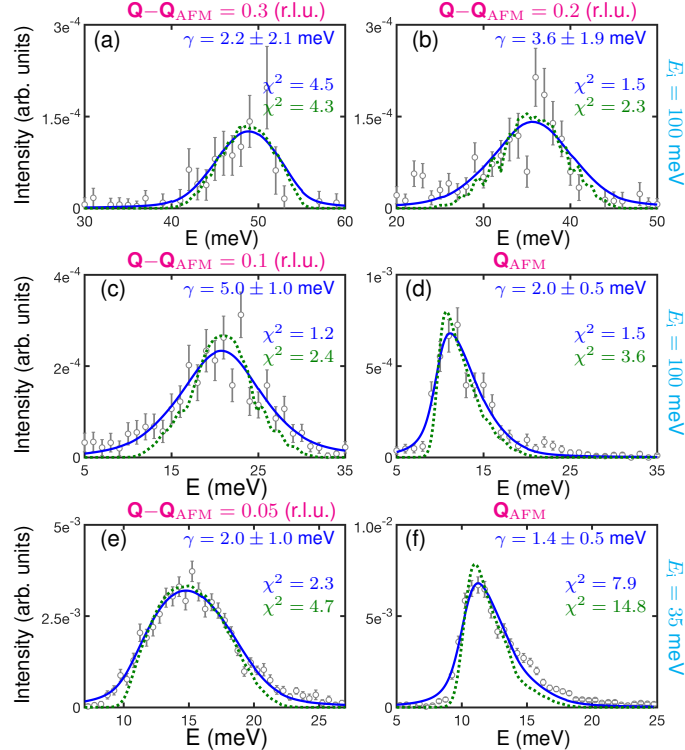 Q−Q_AFM = 0.3 (r.l.u.) Q−Q_AFM = 0.2 (r.l.u.)
3e-4 (a) γ = 2.2 ± 2.1 meV (b) γ = 3.6 ± 1.9 meV
χ² = 4.5 χ² = 1.5
χ² = 4.3 χ² = 2.3
1.5e-4 1.5e-4
0 0
30 40 50 60 20 30 40 50
E (meV) E (meV)
Intensity (arb. units)
E_i = 100 meV
Q−Q_AFM = 0.1 (r.l.u.) Q_AFM
4e-4 (c) γ = 5.0 ± 1.0 meV 1e-3 (d) γ = 2.0 ± 0.5 meV
χ² = 1.2 χ² = 1.5
χ² = 2.4 χ² = 3.6
2e-4 5e-4
0 0
5 15 25 35 5 15 25 35
E (meV) E (meV)
Intensity (arb. units)
E_i = 100 meV
Q−Q_AFM = 0.05 (r.l.u.) Q_AFM
5e-3 (e) γ = 2.0 ± 1.0 meV 1.0e-2 (f) γ = 1.4 ± 0.5 meV
χ² = 2.3 χ² = 7.9
χ² = 4.7 χ² = 14.8
2.5e-3 5e-3
0 0
10 15 20 25 5 10 15 20 25
E (meV) E (meV)
Intensity (arb. units)
E_i = 35 meV